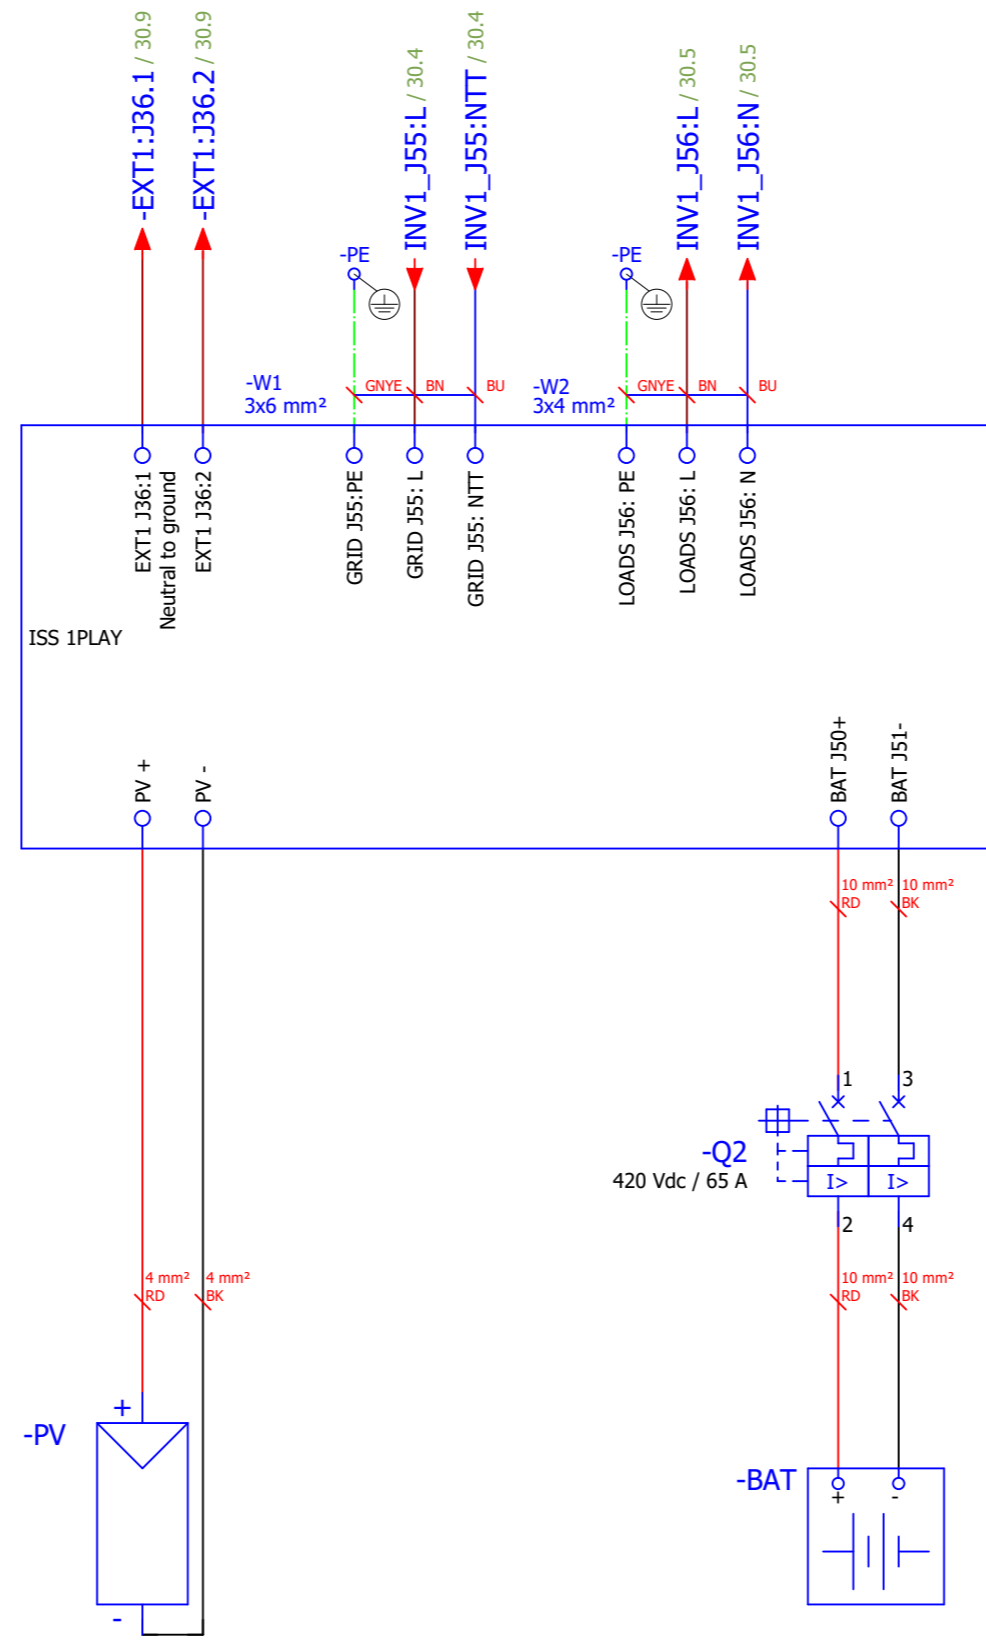 -EXT1:J36.1 / 30.9
-EXT1:J36.2 / 30.9
INV1_J55:L / 30.4
INV1_J55:NTT / 30.4
INV1_J56:L / 30.5
INV1_J56:N / 30.5
-PE
-PE
-W1
3x6 mm²
GNYE
BN
BU
-W2
3x4 mm²
GNYE
BN
BU
EXT1 J36:1
Neutral to ground
EXT1 J36:2
GRID J55:PE
GRID J55: L
GRID J55: NTT
LOADS J56: PE
LOADS J56: L
LOADS J56: N
ISS 1PLAY
PV +
PV -
BAT J50+
BAT J51-
10 mm²
RD
10 mm²
BK
1
3
-Q2
420 Vdc / 65 A
I>
I>
2
4
4 mm²
RD
4 mm²
BK
10 mm²
RD
10 mm²
BK
+
-PV
-
-BAT
+
-